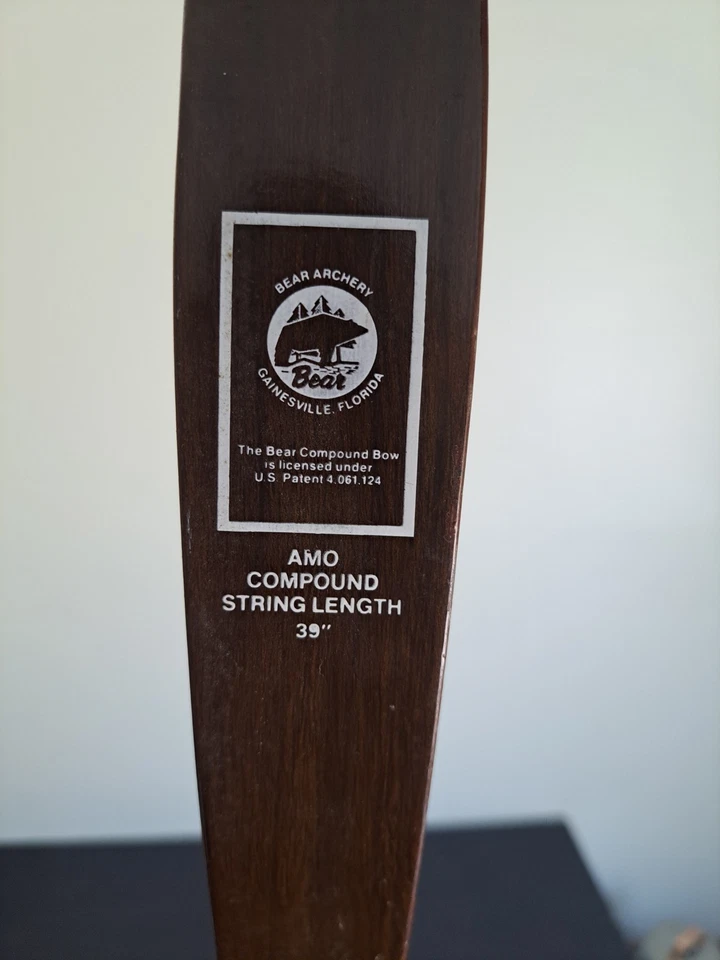 BEAR ARCHERY
Bear
GAINESVILLE, FLORIDA
The Bear Compound Bow
is licensed under
U.S. Patent 4.061.124
AMO
COMPOUND
STRING LENGTH
39"